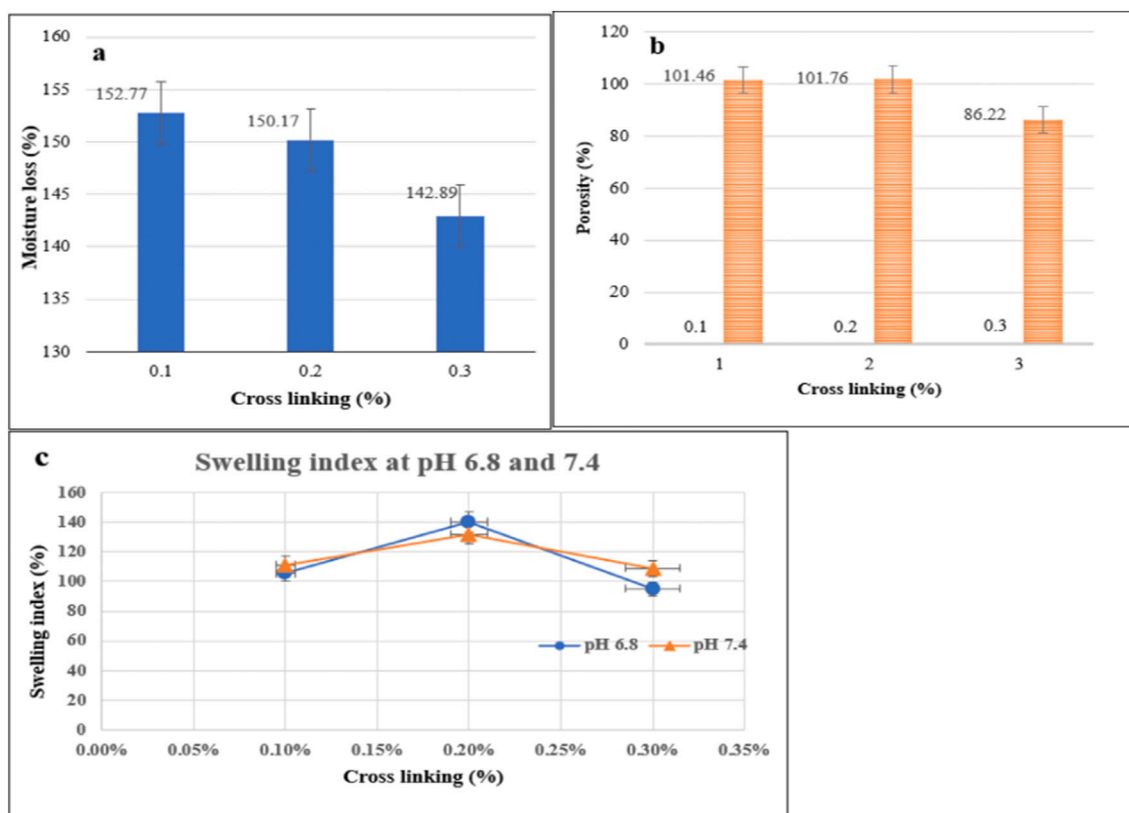 a
160
155
150
145
140
135
130
Moisture loss (%)
152.77
150.17
142.89
0.1 0.2 0.3
Cross linking (%)
b
120
100
80
60
40
20
0
Porosity (%)
101.46
101.76
86.22
0.1 0.2 0.3
1 2 3
Cross linking (%)
c
Swelling index at pH 6.8 and 7.4
160
140
120
100
80
60
40
20
0
Swelling index (%)
pH 6.8 pH 7.4
0.00% 0.05% 0.10% 0.15% 0.20% 0.25% 0.30% 0.35%
Cross linking (%)